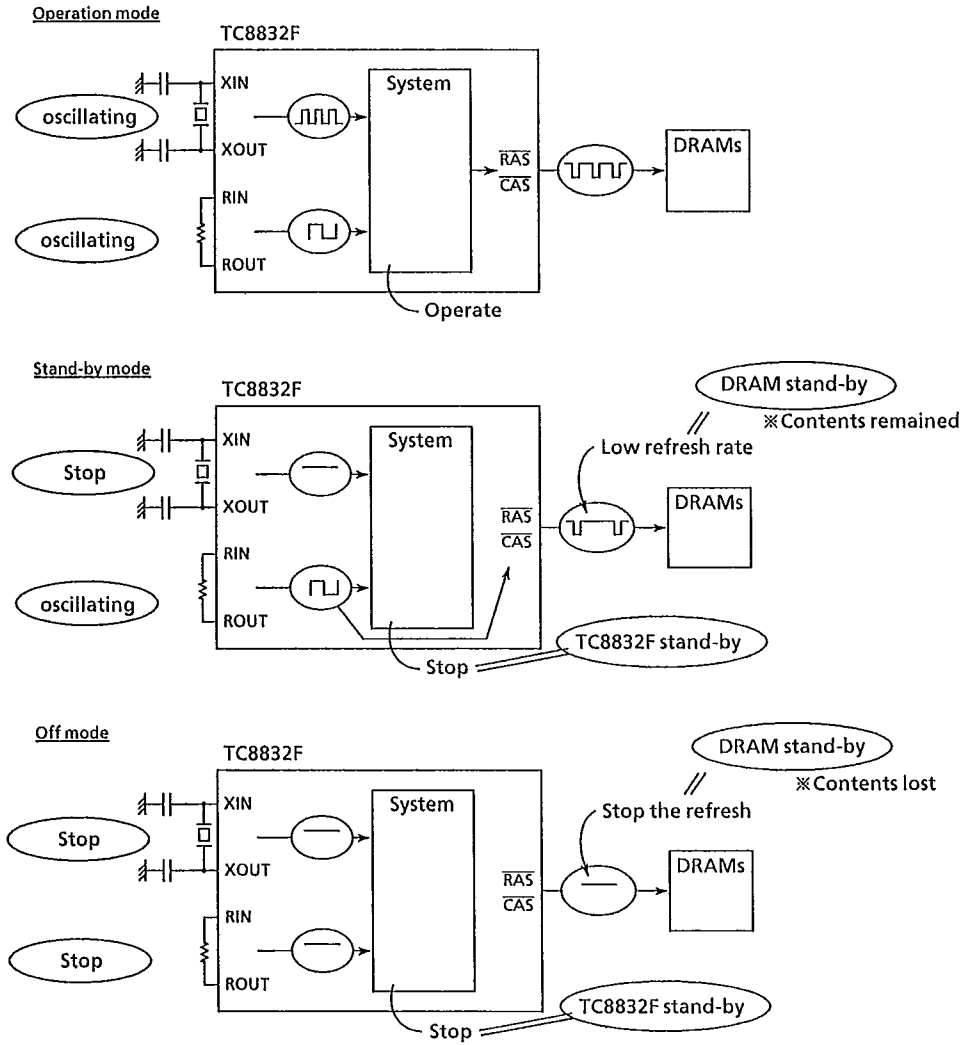 Operation mode
TC8832F
XIN
System
oscillating
XOUT
RAS
CAS
DRAMs
RIN
oscillating
ROUT
Operate
Stand-by mode
TC8832F
DRAM stand-by
※Contents remained
XIN
System
Low refresh rate
Stop
XOUT
RAS
CAS
DRAMs
RIN
oscillating
ROUT
TC8832F stand-by
Stop
Off mode
TC8832F
DRAM stand-by
※Contents lost
XIN
System
Stop the refresh
Stop
XOUT
RAS
CAS
DRAMs
RIN
Stop
ROUT
TC8832F stand-by
Stop